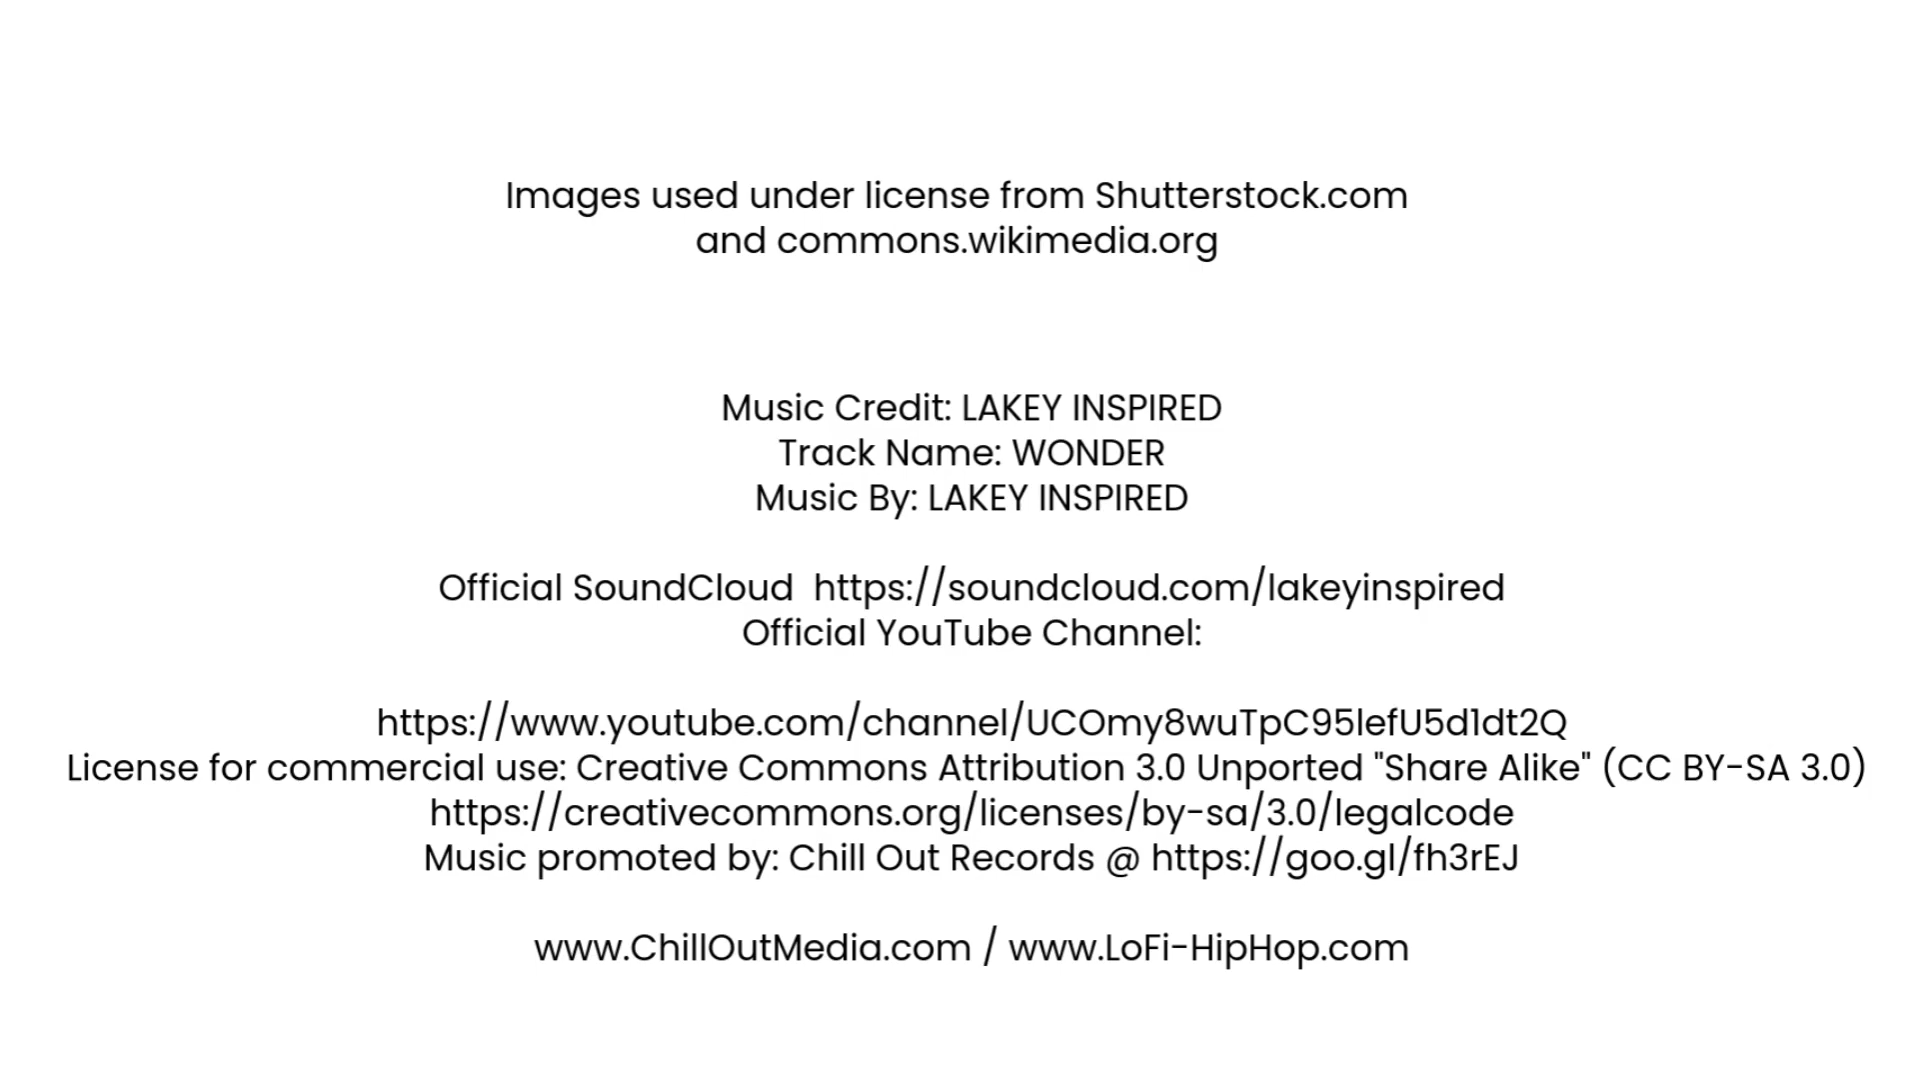 Images used under license from Shutterstock.com
and commons.wikimedia.org
Music Credit: LAKEY INSPIRED
Track Name: WONDER
Music By: LAKEY INSPIRED
Official SoundCloud  https://soundcloud.com/lakeyinspired
Official YouTube Channel:
https://www.youtube.com/channel/UCOmy8wuTpC95lefU5d1dt2Q
License for commercial use: Creative Commons Attribution 3.0 Unported "Share Alike" (CC BY-SA 3.0)
https://creativecommons.org/licenses/by-sa/3.0/legalcode
Music promoted by: Chill Out Records @ https://goo.gl/fh3rEJ
www.ChillOutMedia.com / www.LoFi-HipHop.com